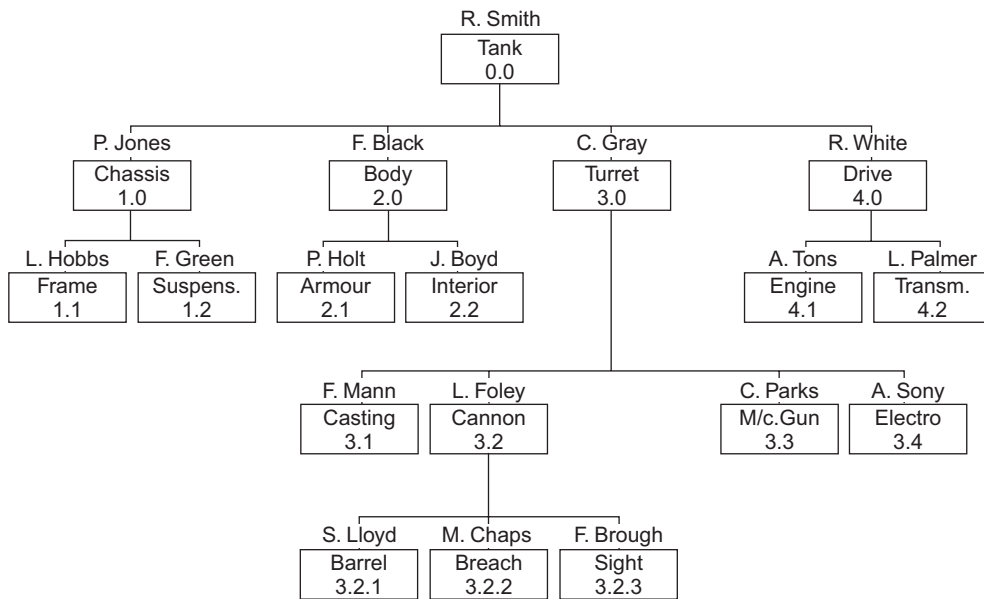 R. Smith
Tank
0.0
P. Jones
F. Black
C. Gray
R. White
Chassis
1.0
Body
2.0
Turret
3.0
Drive
4.0
L. Hobbs
F. Green
P. Holt
J. Boyd
A. Tons
L. Palmer
Frame
1.1
Suspens.
1.2
Armour
2.1
Interior
2.2
Engine
4.1
Transm.
4.2
F. Mann
L. Foley
C. Parks
A. Sony
Casting
3.1
Cannon
3.2
M/c.Gun
3.3
Electro
3.4
S. Lloyd
M. Chaps
F. Brough
Barrel
3.2.1
Breach
3.2.2
Sight
3.2.3